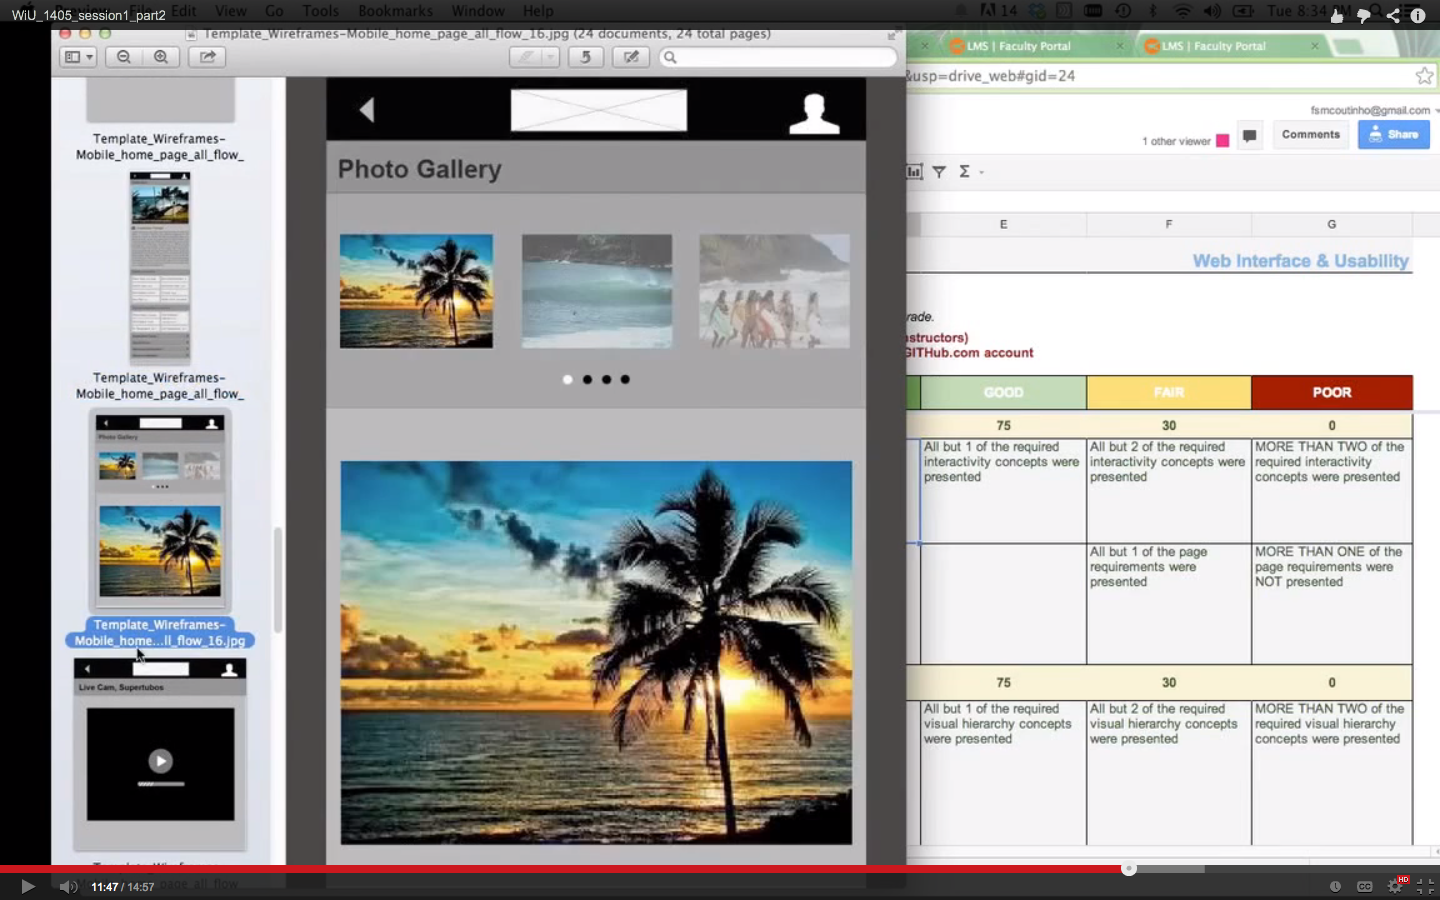 WiU_1405_session1_part2
Edit View Go Tools Bookmarks Window Help
14
Tue 8:34
Template_Wireframes-Mobile_home_page_all_flow_16.jpg (24 documents, 24 total pages)
Template_Wireframes-
Mobile_home_page_all_flow_
Template_Wireframes-
Mobile_home_page_all_flow_
Photo Gallery
Template_Wireframes-
Mobile_home...ll_flow_16.jpg
Live Cam, Supertubos
Photo Gallery
LMS | Faculty Portal
LMS | Faculty Portal
&usp=drive_web#gid=24
fsmcoutinho@gmail.com
1 other viewer
Comments
Share
Σ
E F G
Web Interface & Usability
rade.
structors)
GITHub.com account
GOOD FAIR POOR
75 30 0
All but 1 of the required
interactivity concepts were
presented
All but 2 of the required
interactivity concepts were
presented
MORE THAN TWO of the
required interactivity
concepts were presented
All but 1 of the page
requirements were
presented
MORE THAN ONE of the
page requirements were
NOT presented
75 30 0
All but 1 of the required
visual hierarchy concepts
were presented
All but 2 of the required
visual hierarchy concepts
were presented
MORE THAN TWO of the
required visual hierarchy
concepts were presented
11:47 / 14:57
CC
HD